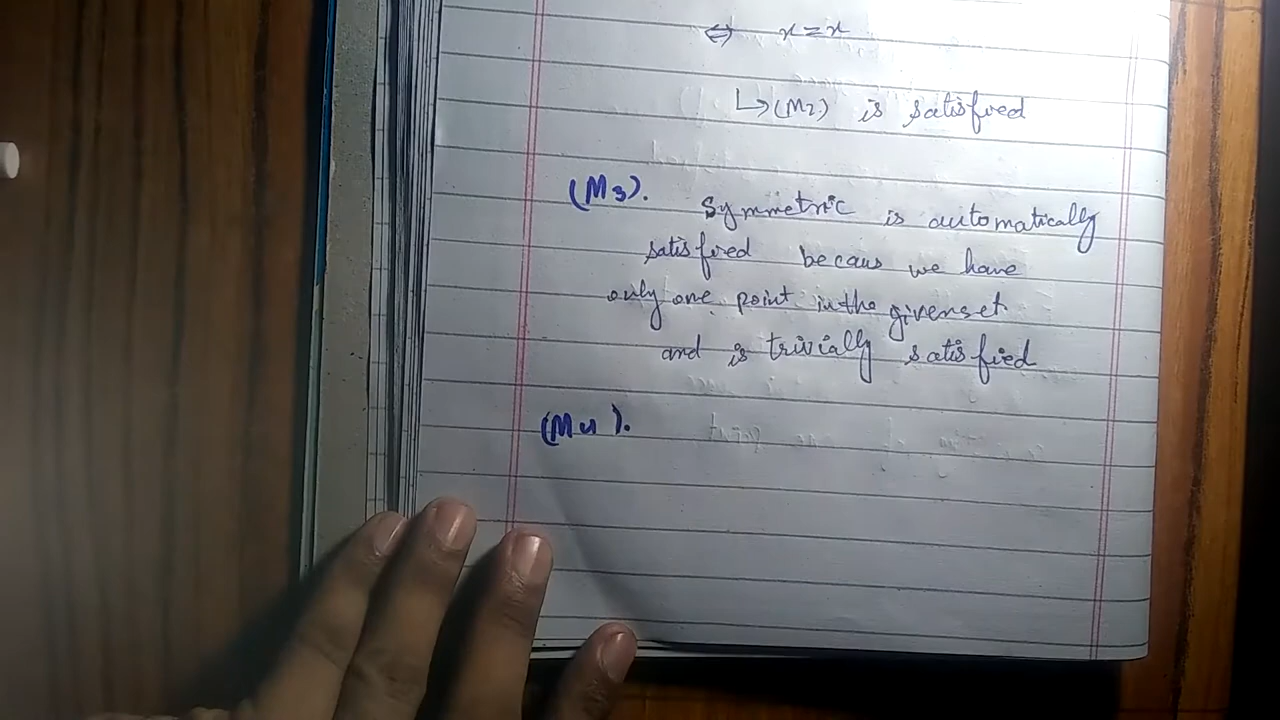 ⇔ x = x
↳ (M2) is satisfied
(M3). Symmetric is automatically
satisfied becaus we have
only one point in the given set
and is trivially satisfied
(M4).